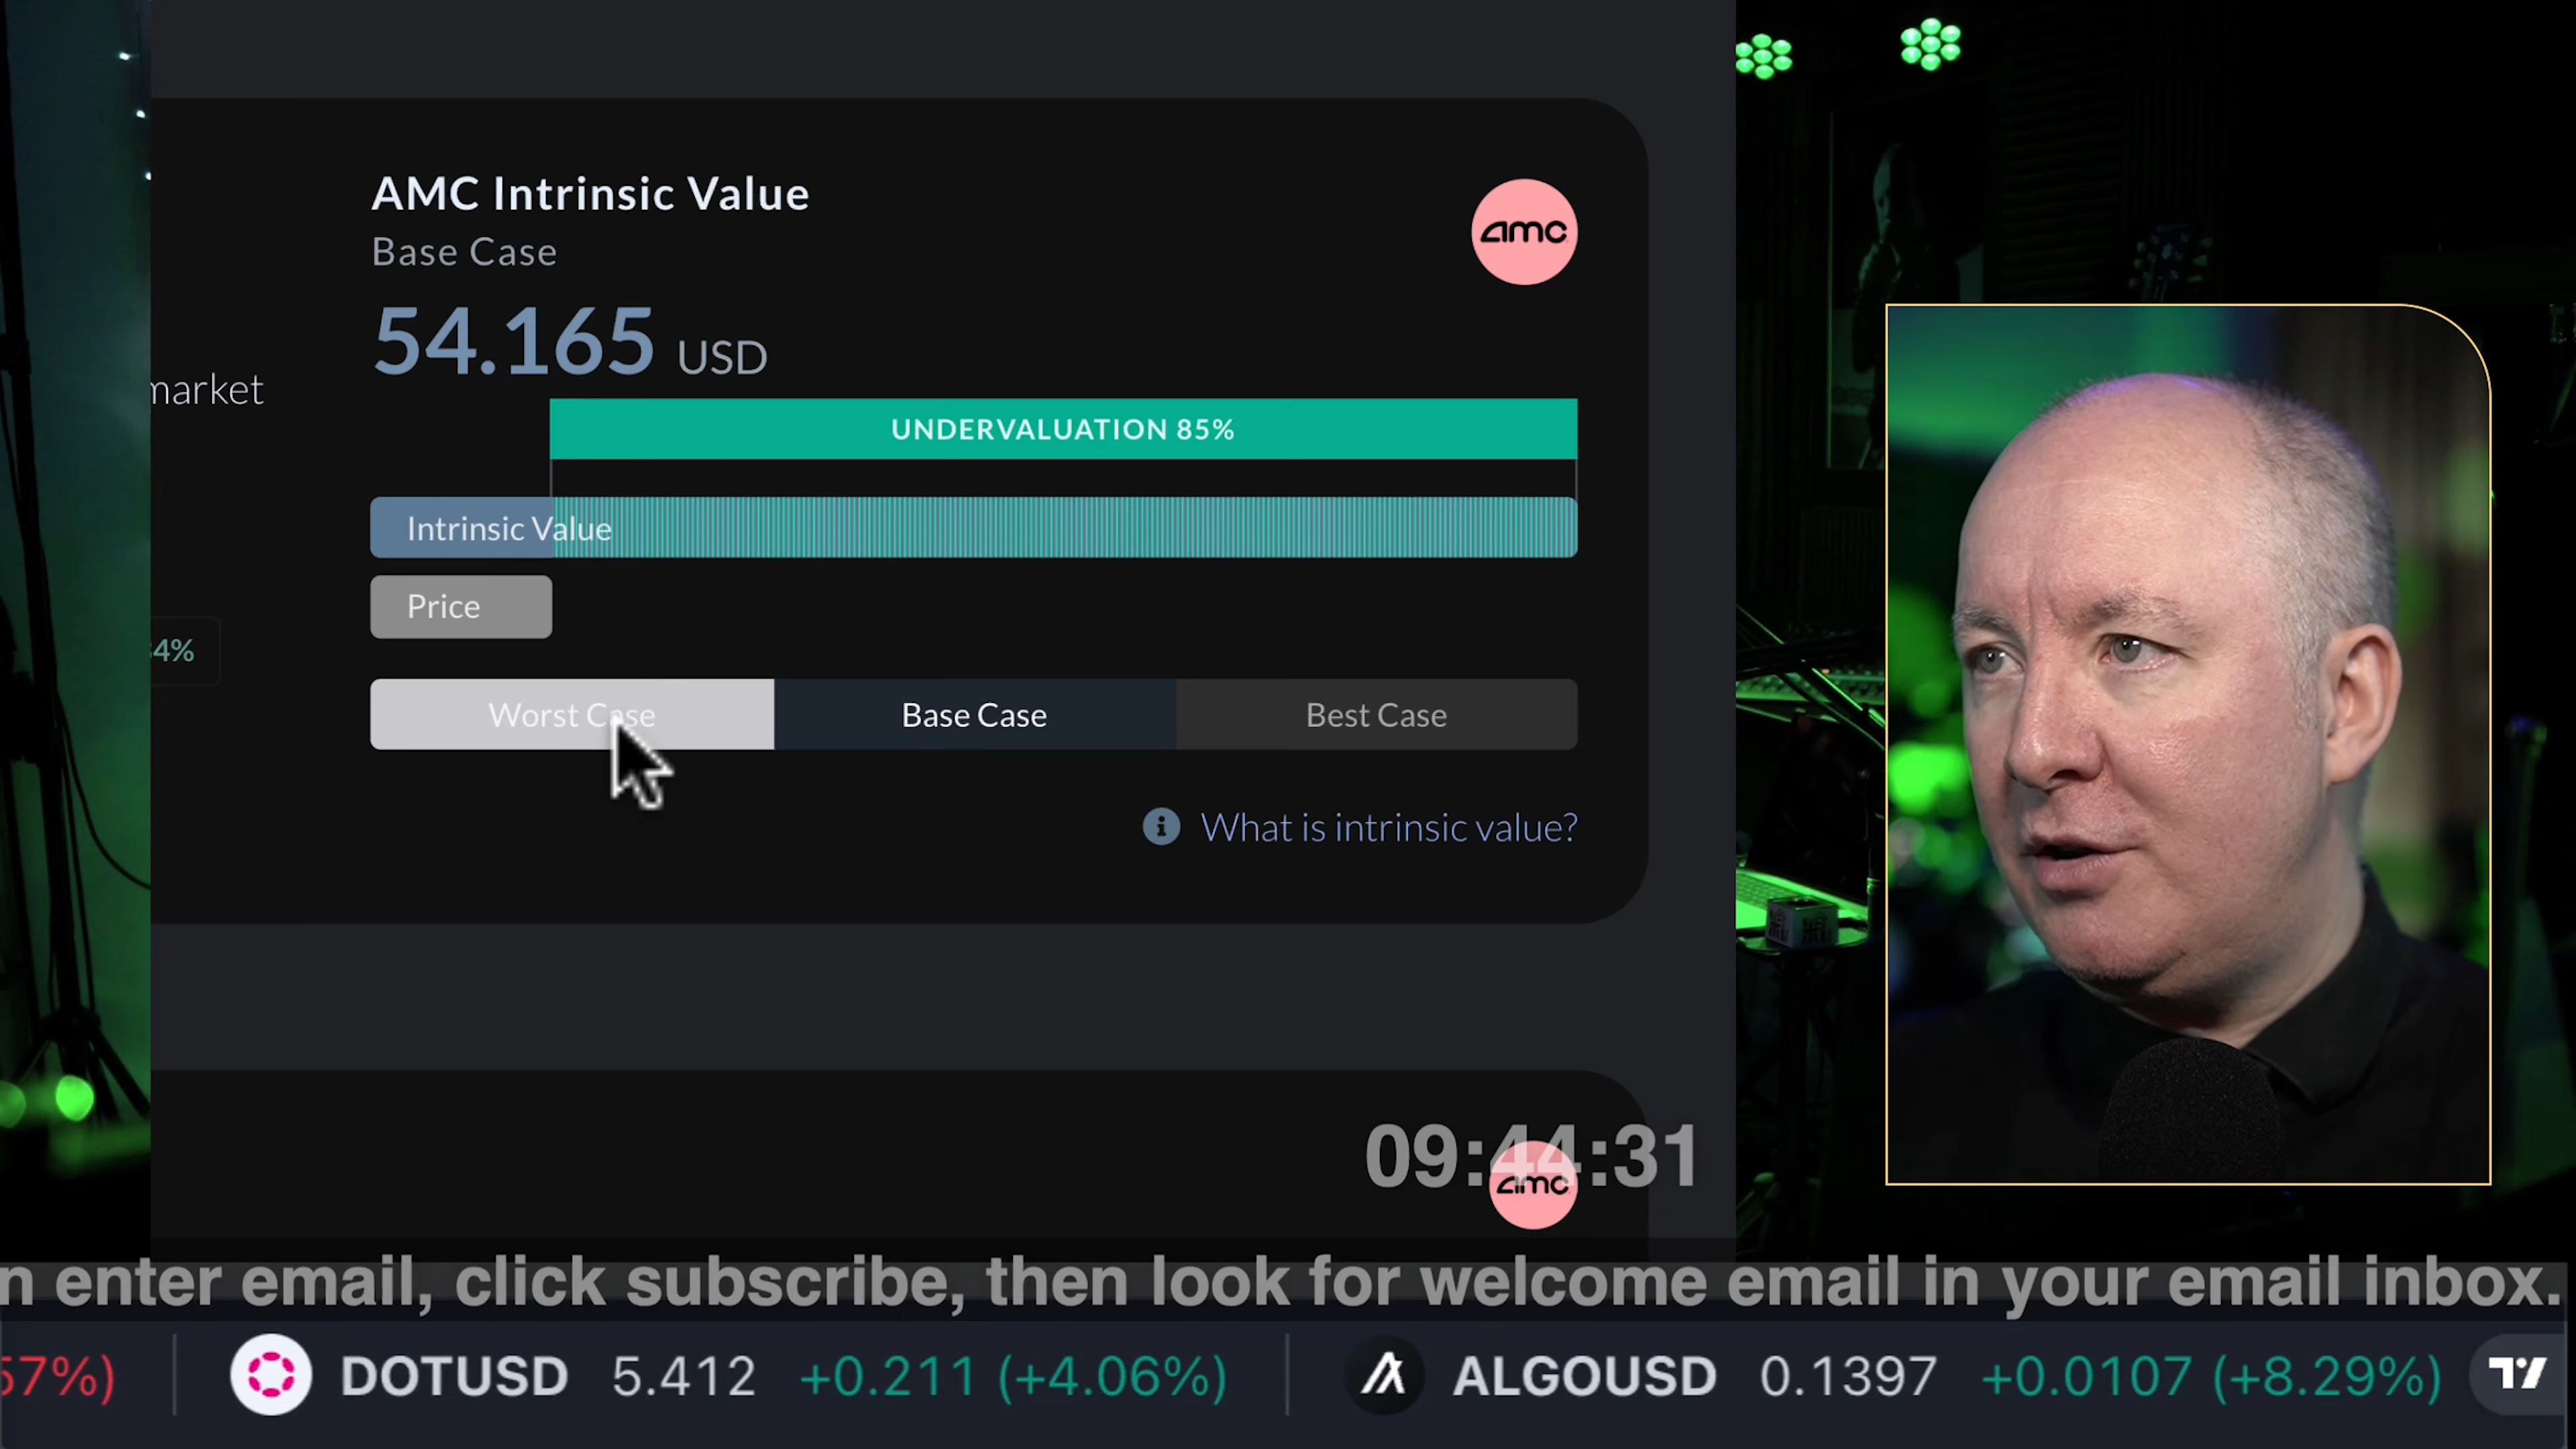 AMC Intrinsic Value
amc
Base Case
54.165 USD
market
UNDERVALUATION 85%
Intrinsic Value
Price
34%
Worst Case
Base Case
Best Case
What is intrinsic value?
09:44:31
amc
n enter email, click subscribe, then look for welcome email in your email inbox.
57%)
DOTUSD 5.412 +0.211 (+4.06%)
ALGOUSD 0.1397 +0.0107 (+8.29%)